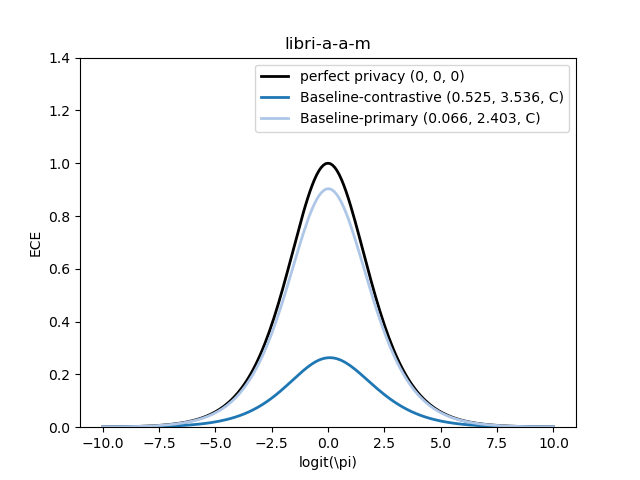 libri-a-a-m
1.4
1.2
1.0
0.8
0.6
0.4
0.2
0.0
ECE
perfect privacy (0, 0, 0)
Baseline-contrastive (0.525, 3.536, C)
Baseline-primary (0.066, 2.403, C)
−10.0 −7.5 −5.0 −2.5 0.0 2.5 5.0 7.5 10.0
logit(\pi)